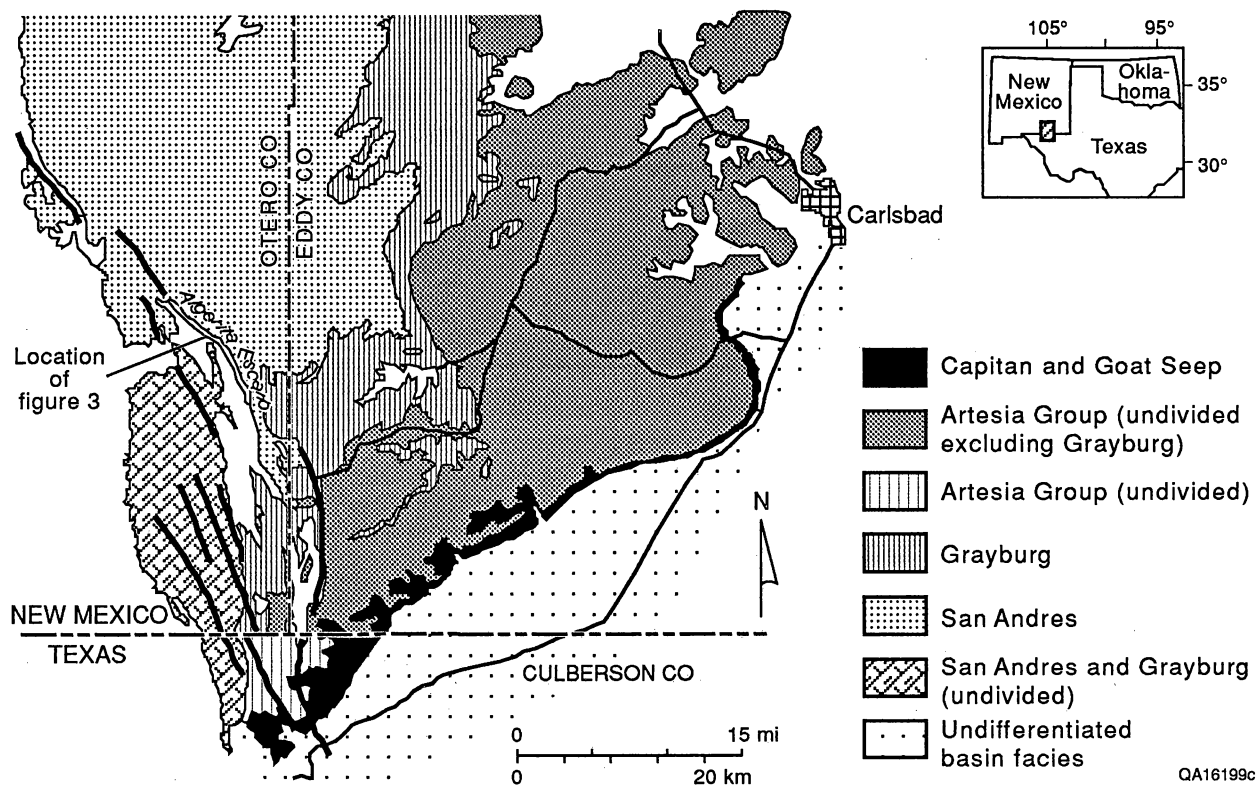 105°
95°
New
Mexico
Okla-
homa
35°
Texas
30°
OTERO CO
EDDY CO
Carlsbad
Algerita Escarp.
Location
of
figure 3
Capitan and Goat Seep
Artesia Group (undivided
excluding Grayburg)
Artesia Group (undivided)
Grayburg
San Andres
San Andres and Grayburg
(undivided)
Undifferentiated
basin facies
N
NEW MEXICO
TEXAS
CULBERSON CO
0
15 mi
0
20 km
QA16199c